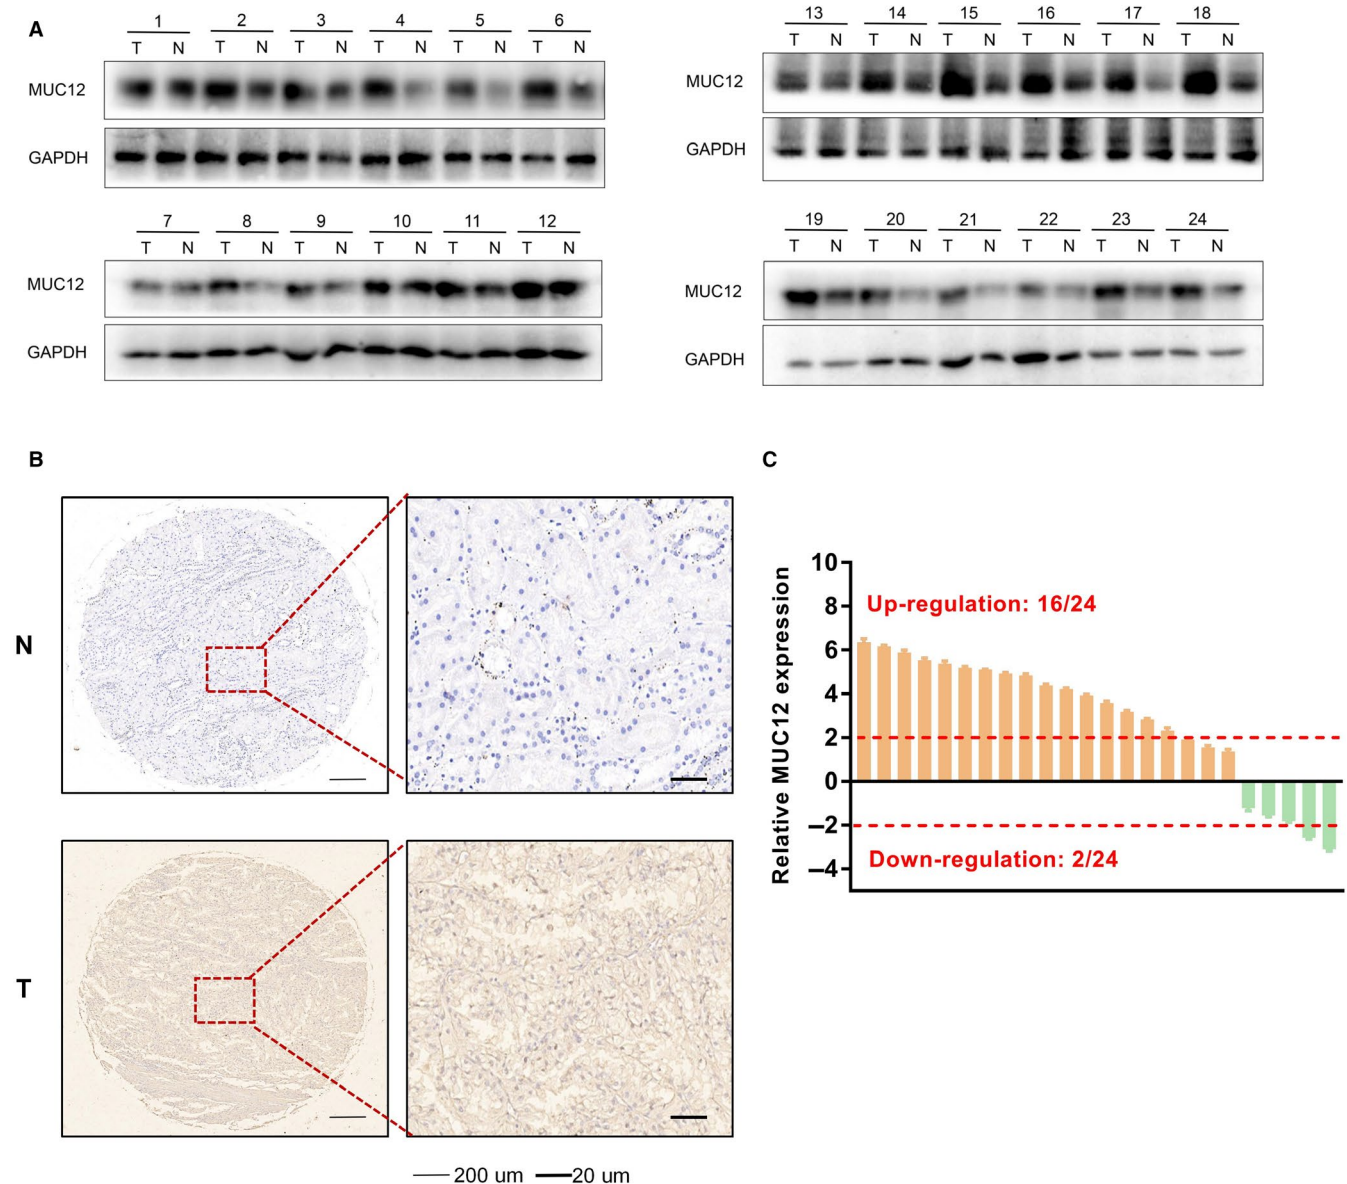 A
1 2 3 4 5 6
T N T N T N T N T N T N
MUC12
GAPDH
7 8 9 10 11 12
T N T N T N T N T N T N
MUC12
GAPDH
13 14 15 16 17 18
T N T N T N T N T N T N
MUC12
GAPDH
19 20 21 22 23 24
T N T N T N T N T N T N
MUC12
GAPDH
B
N
T
200 um 20 um
C
Relative MUC12 expression
10
8
6
4
2
0
–2
–4
Up-regulation: 16/24
Down-regulation: 2/24